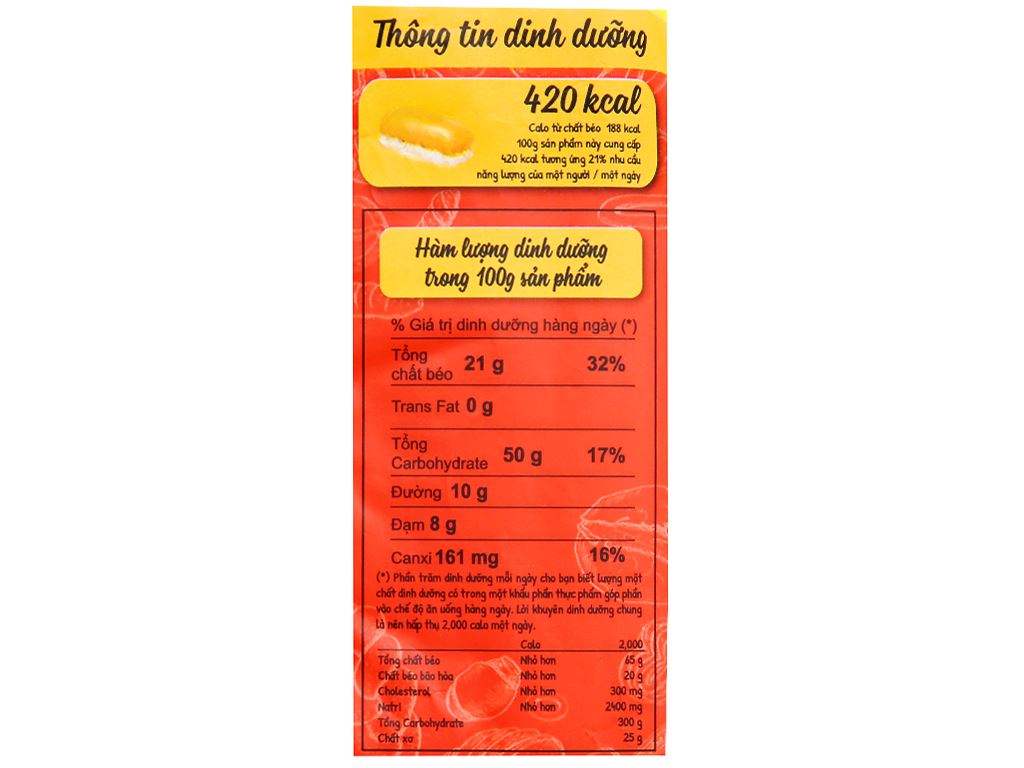 Thông tin dinh dưỡng
420 kcal
Calo từ chất béo 188 kcal
100g sản phẩm này cung cấp
420 kcal tương ứng 21% nhu cầu
năng lượng của một người / một ngày
Hàm lượng dinh dưỡng
trong 100g sản phẩm
% Giá trị dinh dưỡng hàng ngày (*)
Tổng
chất béo 21 g 32%
Trans Fat 0 g
Tổng
Carbohydrate 50 g 17%
Đường 10 g
Đạm 8 g
Canxi 161 mg 16%
(*) Phần trăm dinh dưỡng mỗi ngày cho bạn biết lượng một
chất dinh dưỡng có trong một khẩu phần thực phẩm góp phần
vào chế độ ăn uống hàng ngày. Lời khuyên dinh dưỡng chung
là nên hấp thụ 2,000 calo một ngày.
Calo 2,000
Tổng chất béo Nhỏ hơn 65 g
Chất béo bão hòa Nhỏ hơn 20 g
Cholesterol Nhỏ hơn 300 mg
Natri Nhỏ hơn 2400 mg
Tổng Carbohydrate 300 g
Chất xơ 25 g